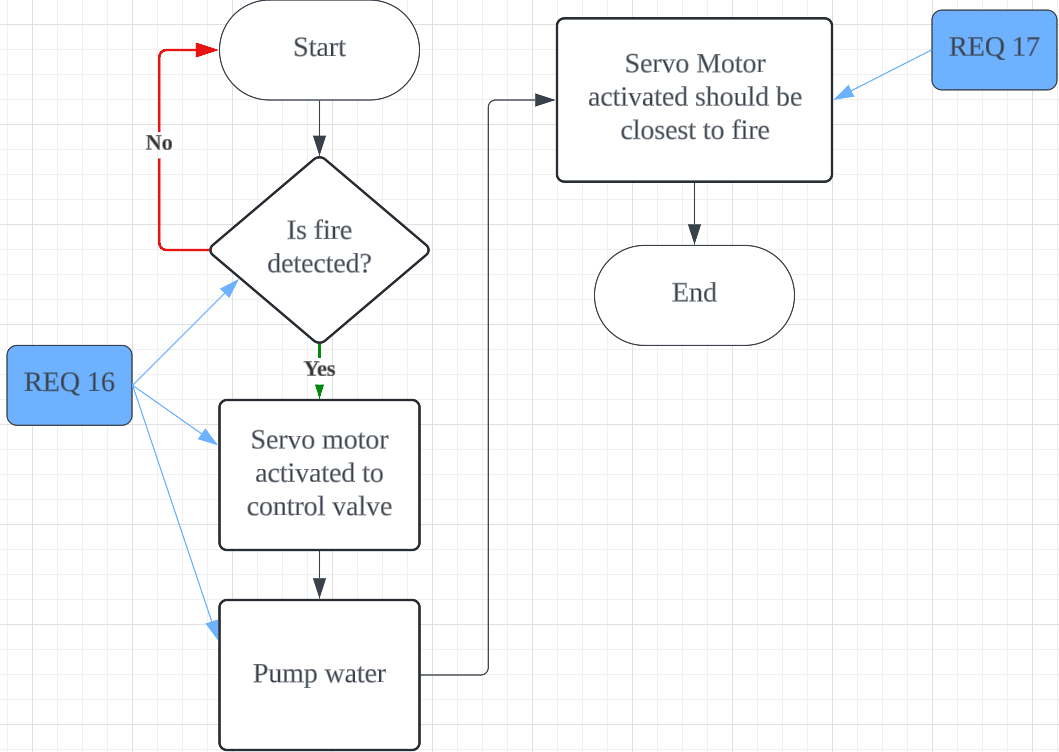 Start
No
Is fire
detected?
REQ 16
Yes
Servo motor
activated to
control valve
Pump water
Servo Motor
activated should be
closest to fire
REQ 17
End